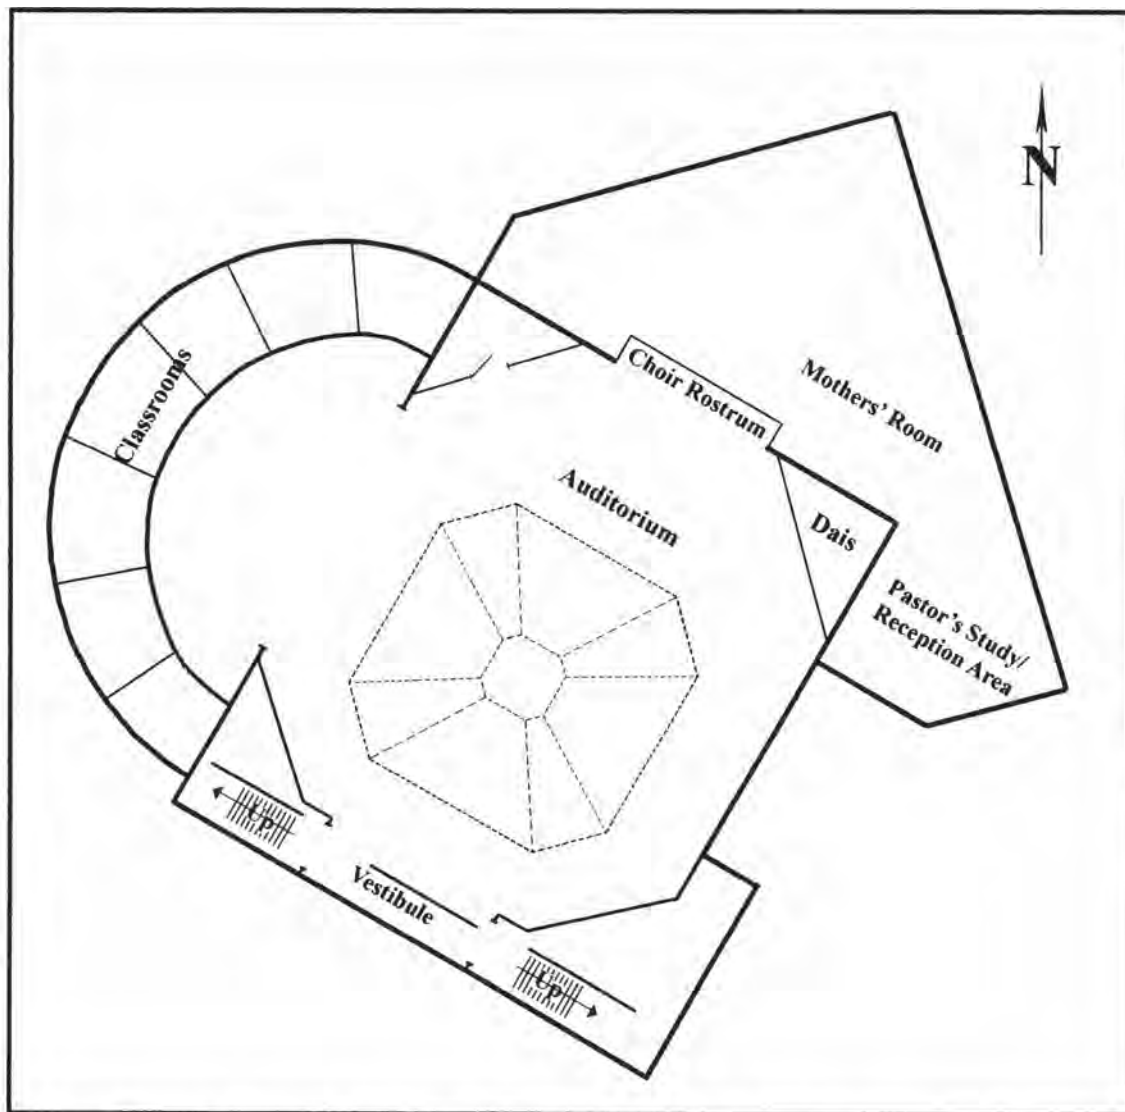 N
Choir Rostrum
Mothers' Room
Classrooms
Auditorium
Dais
Pastor's Study/
Reception Area
Up
Vestibule
Up